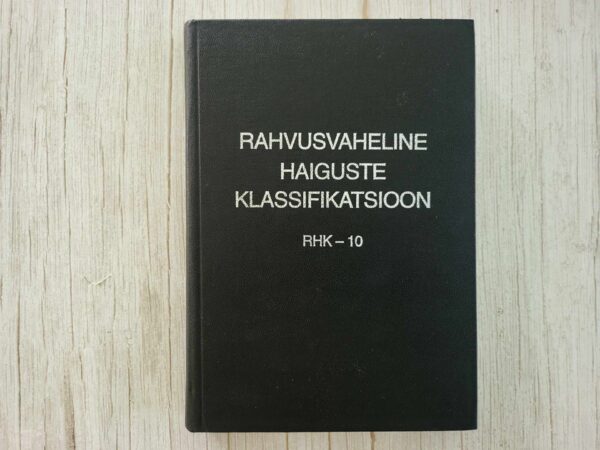 RAHVUSVAHELINE
HAIGUSTE
KLASSIFIKATSIOON
RHK – 10